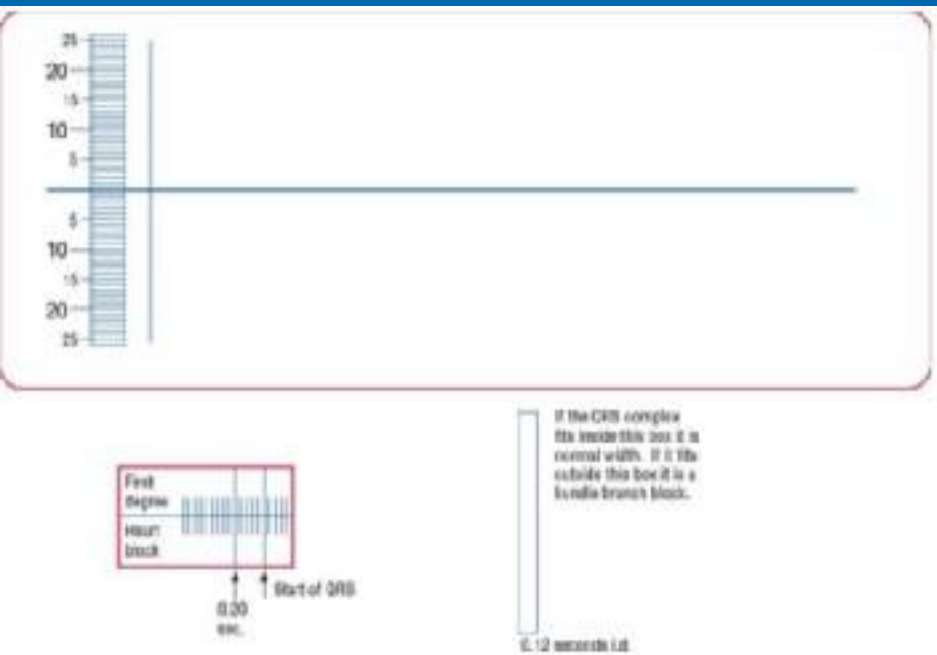 25
20
15
10
5
5
10
15
20
25
If the QRS complex
fits inside this box it is
normal width. If it fits
outside this box it is a
bundle branch block.
First
degree
Heart
block
Start of QRS
0.20
sec.
0.12 seconds